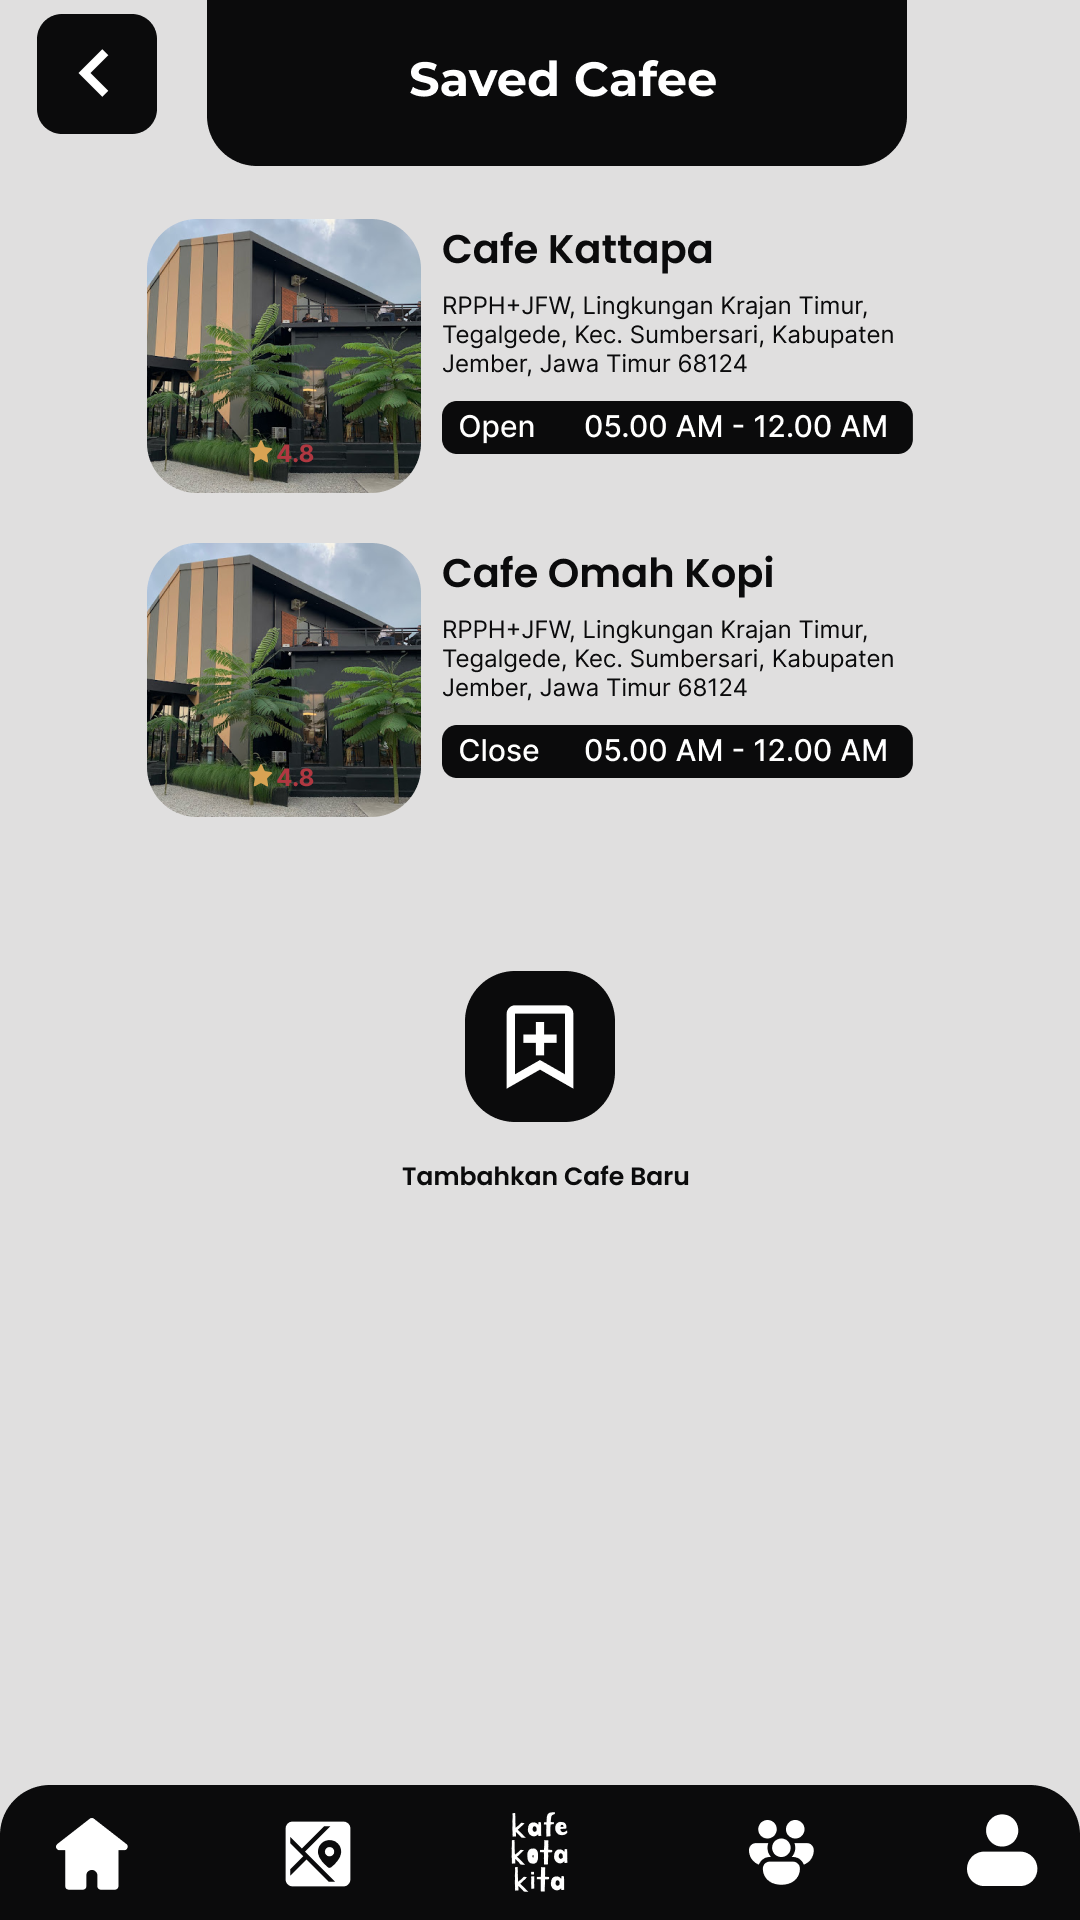 Saved Cafee
Cafe Kattapa
RPPH+JFW, Lingkungan Krajan Timur,
Tegalgede, Kec. Sumbersari, Kabupaten
Jember, Jawa Timur 68124
Open 05.00 AM - 12.00 AM
4.8
Cafe Omah Kopi
RPPH+JFW, Lingkungan Krajan Timur,
Tegalgede, Kec. Sumbersari, Kabupaten
Jember, Jawa Timur 68124
Close 05.00 AM - 12.00 AM
4.8
Tambahkan Cafe Baru
kafe
kota
kita